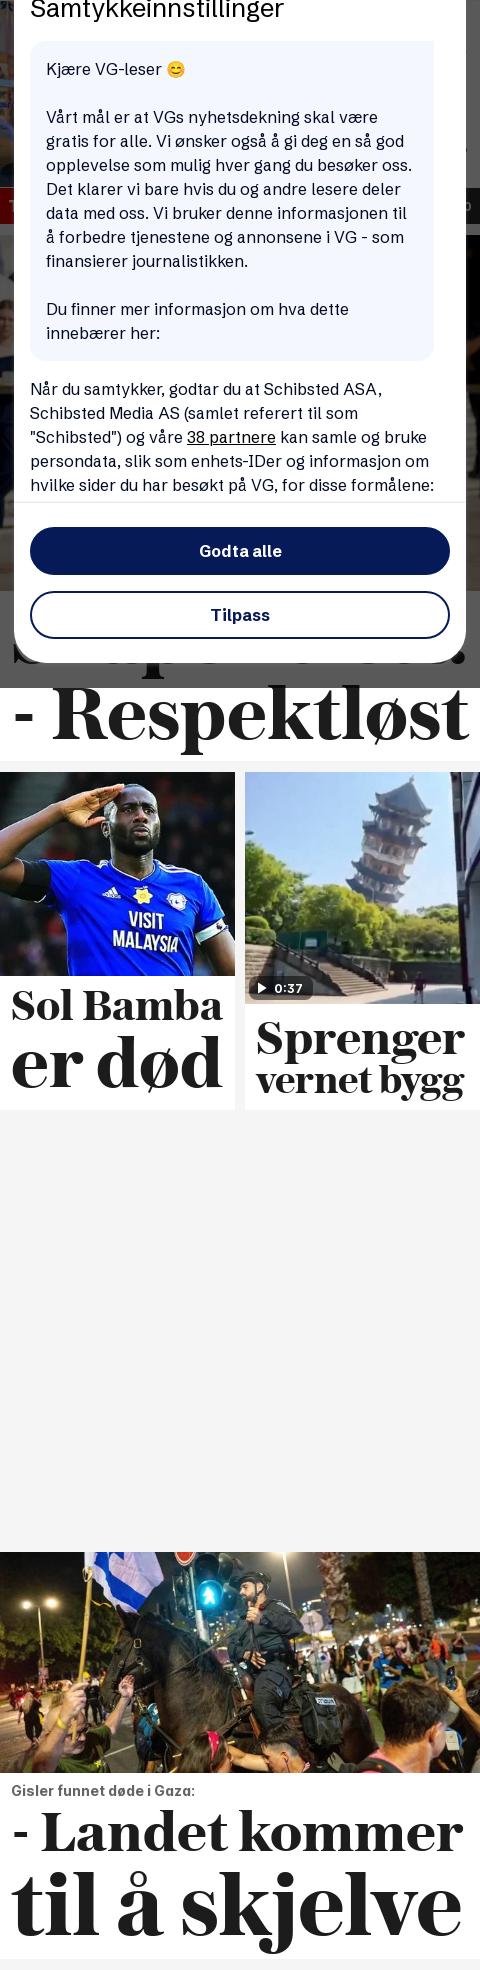 Samtykkeinnstillinger
Kjære VG-leser 😊
Vårt mål er at VGs nyhetsdekning skal være
gratis for alle. Vi ønsker også å gi deg en så god
opplevelse som mulig hver gang du besøker oss.
Det klarer vi bare hvis du og andre lesere deler
data med oss. Vi bruker denne informasjonen til
å forbedre tjenestene og annonsene i VG - som
finansierer journalistikken.
Du finner mer informasjon om hva dette
innebærer her:
Når du samtykker, godtar du at Schibsted ASA,
Schibsted Media AS (samlet referert til som
"Schibsted") og våre 38 partnere kan samle og bruke
persondata, slik som enhets-IDer og informasjon om
hvilke sider du har besøkt på VG, for disse formålene:
Godta alle
Tilpass
- Respektløst
VISIT
MALAYSIA
0:37
Sol Bamba
er død
Sprenger
vernet bygg
Gisler funnet døde i Gaza:
- Landet kommer
til å skjelve